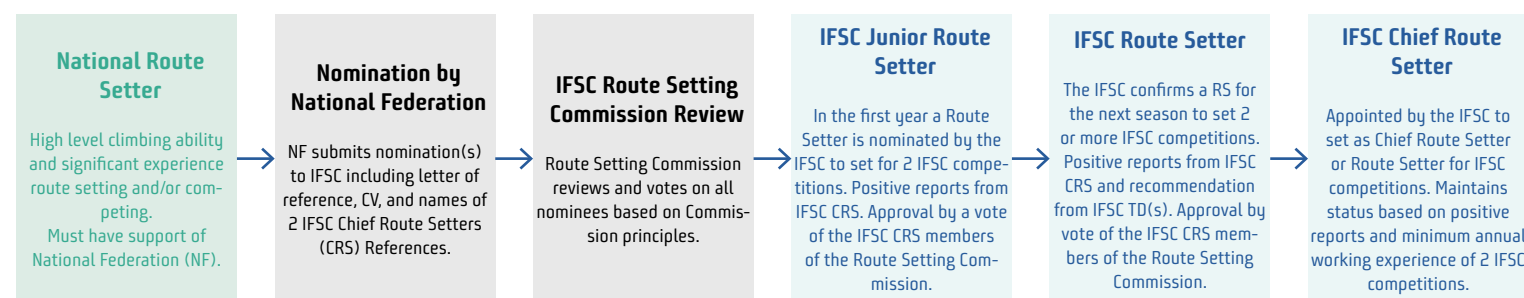 National Route
Setter
High level climbing ability
and significant experience
route setting and/or com-
peting.
Must have support of
National Federation (NF).
Nomination by
National Federation
NF submits nomination(s)
to IFSC including letter of
reference, CV, and names of
2 IFSC Chief Route Setters
(CRS) References.
IFSC Route Setting
Commission Review
Route Setting Commission
reviews and votes on all
nominees based on Commis-
sion principles.
IFSC Junior Route
Setter
In the first year a Route
Setter is nominated by the
IFSC to set for 2 IFSC compe-
titions. Positive reports from
IFSC CRS. Approval by a vote
of the IFSC CRS members
of the Route Setting Com-
mission.
IFSC Route Setter
The IFSC confirms a RS for
the next season to set 2
or more IFSC competitions.
Positive reports from IFSC
CRS and recommendation
from IFSC TD(s). Approval by
vote of the IFSC CRS mem-
bers of the Route Setting
Commission.
IFSC Chief Route
Setter
Appointed by the IFSC to
set as Chief Route Setter
or Route Setter for IFSC
competitions. Maintains
status based on positive
reports and minimum annual
working experience of 2 IFSC
competitions.